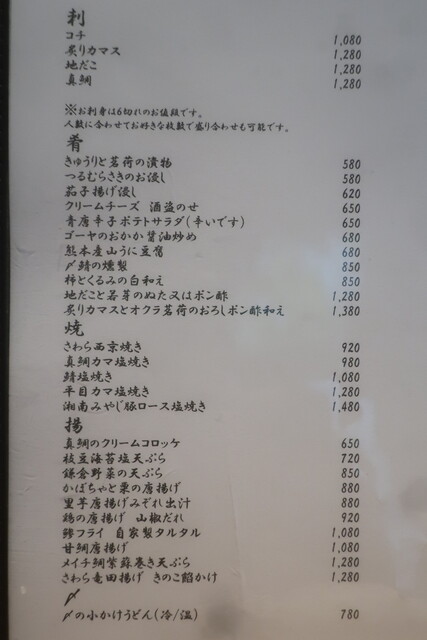 刺
コチ 1,080
炙りカマス 1,280
地だこ 1,280
真鯛 1,280
※お刺身は6切れのお値段です。
人数に合わせてお好きな枚数で盛り合わせも可能です。
肴
きゅうりと茗荷の漬物 580
つるむらさきのお浸し 580
茄子揚げ浸し 620
クリームチーズ 酒盗のせ 650
青唐辛子ポテトサラダ(辛いです) 650
ゴーヤのおかか醤油炒め 680
熊本産山うに豆腐 680
〆鯖の燻製 850
柿とくるみの白和え 850
地だこと若芽のぬた又はポン酢 1,280
炙りカマスとオクラ茗荷のおろしポン酢和え 1,380
焼
さわら西京焼き 920
真鯛カマ塩焼き 980
鯖塩焼き 1,080
平目カマ塩焼き 1,280
湘南みやじ豚ロース塩焼き 1,480
揚
真鯛のクリームコロッケ 650
枝豆海苔塩天ぷら 720
鎌倉野菜の天ぷら 850
かぼちゃと栗の唐揚げ 880
里芋唐揚げみぞれ出汁 880
鶏の唐揚げ 山椒だれ 920
鯵フライ 自家製タルタル 1,080
甘鯛唐揚げ 1,080
メイチ鯛紫蘇巻き天ぷら 1,280
さわら竜田揚げ きのこ餡かけ 1,280
〆
〆の小かけうどん(冷/温) 780